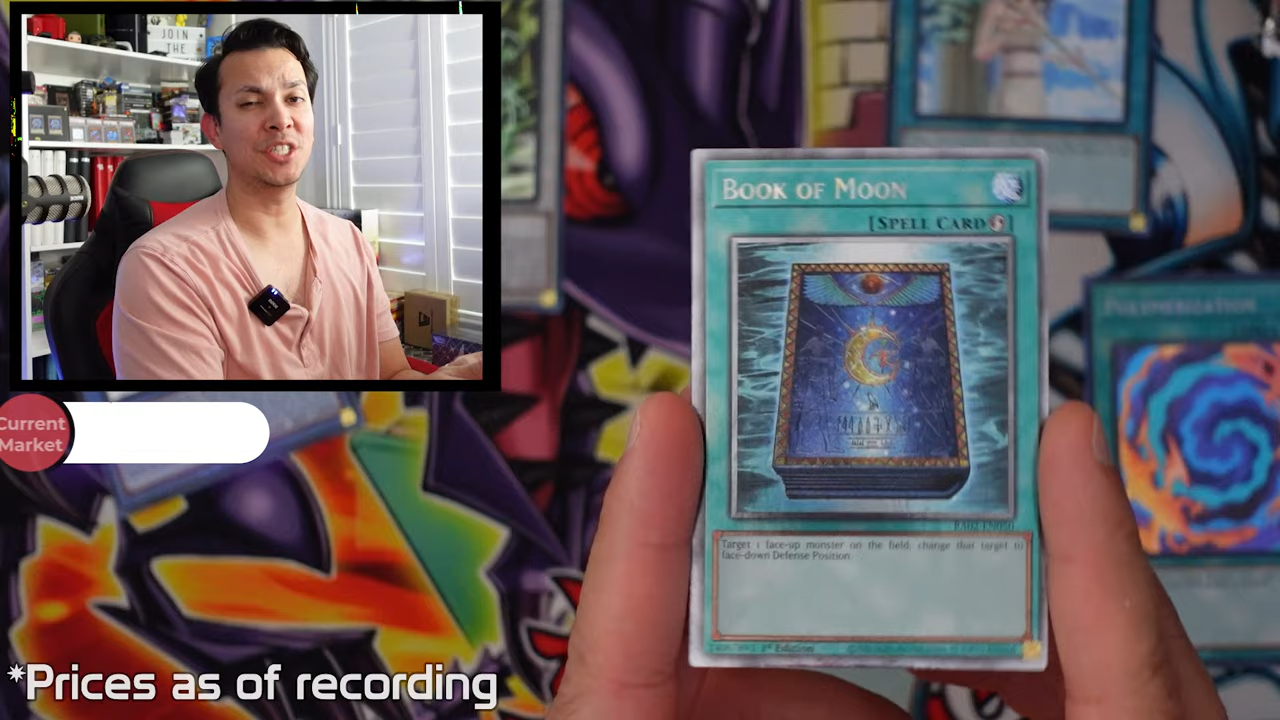 JOIN
THE
BOOK OF MOON
[SPELL CARD]
POLYMERIZATION
Current
Market
Target 1 face-up monster on the field; change that target to
face-down Defense Position.
1st Edition
*Prices as of recording